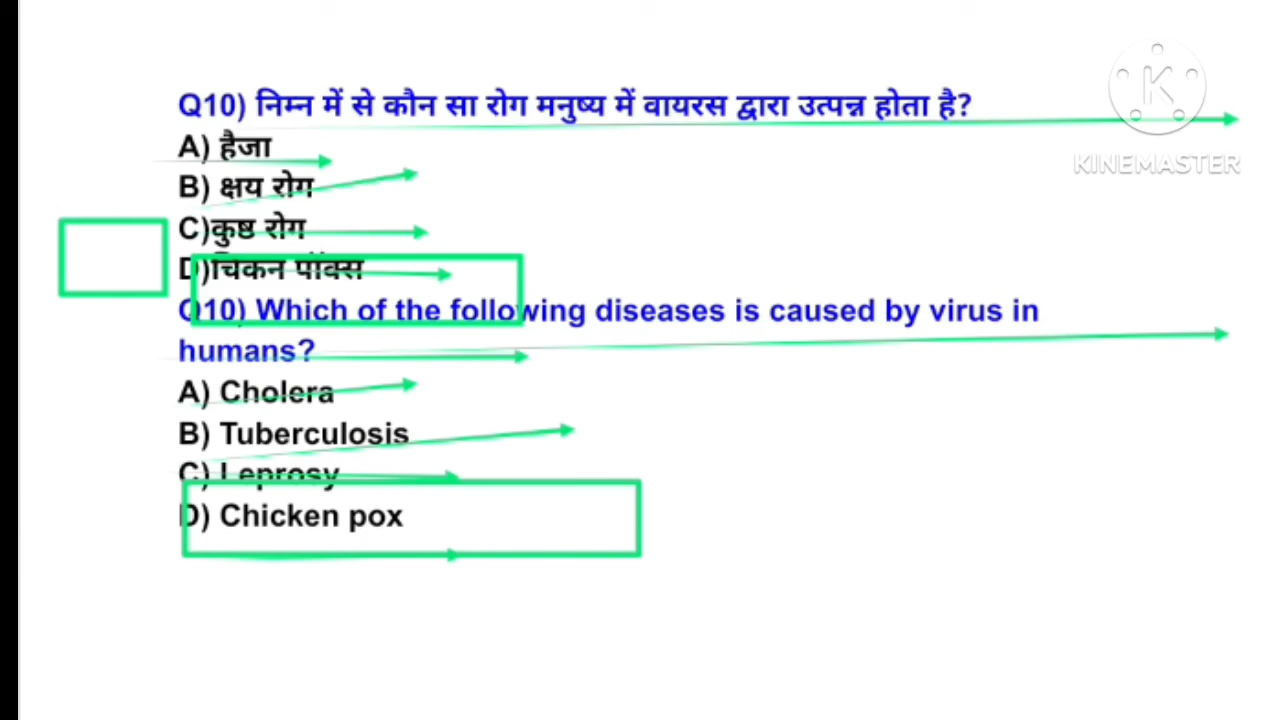 Q10) निम्न में से कौन सा रोग मनुष्य में वायरस द्वारा उत्पन्न होता है?
A) हैजा
B) क्षय रोग
C)कुष्ठ रोग
D)चिकन पॉक्स
Q10) Which of the following diseases is caused by virus in
humans?
A) Cholera
B) Tuberculosis
C) Leprosy
D) Chicken pox
K
KINEMASTER